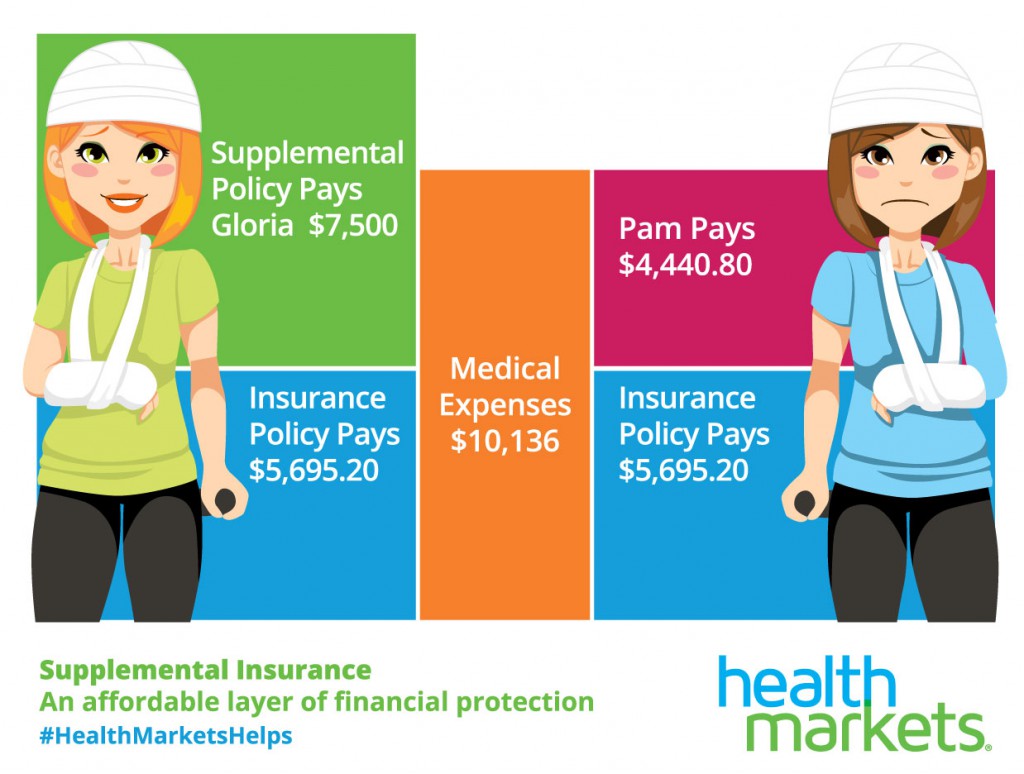 Supplemental
Policy Pays
Gloria $7,500
Insurance
Policy Pays
$5,695.20
Medical
Expenses
$10,136
Pam Pays
$4,440.80
Insurance
Policy Pays
$5,695.20
Supplemental Insurance
An affordable layer of financial protection
#HealthMarketsHelps
health
markets®